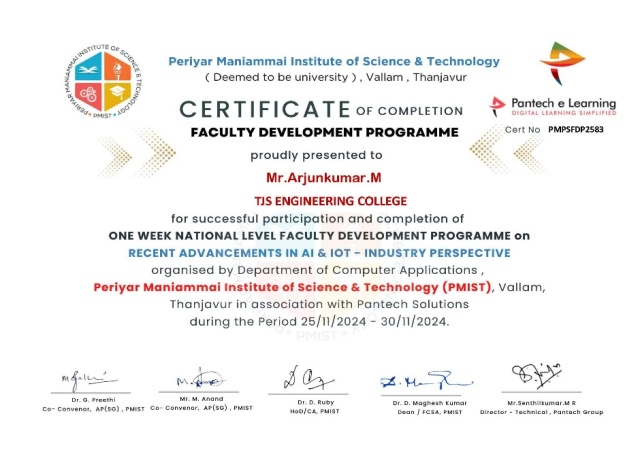 Periyar Maniammai Institute of Science & Technology
( Deemed to be university ) , Vallam , Thanjavur
CERTIFICATE OF COMPLETION
Pantech e Learning
DIGITAL LEARNING SIMPLIFIED
FACULTY DEVELOPMENT PROGRAMME
Cert No PMPSFDP2583
PERIYAR MANIAMMAI INSTITUTE OF SCIENCE & TECHNOLOGY
PMIST
proudly presented to
Mr.Arjunkumar.M
TJS ENGINEERING COLLEGE
for successful participation and completion of
ONE WEEK NATIONAL LEVEL FACULTY DEVELOPMENT PROGRAMME on
RECENT ADVANCEMENTS IN AI & IOT - INDUSTRY PERSPECTIVE
organised by Department of Computer Applications ,
Periyar Maniammai Institute of Science & Technology (PMIST), Vallam,
Thanjavur in association with Pantech Solutions
during the Period 25/11/2024 - 30/11/2024.
PMIST
Dr. G. Preethi
Co- Convenor, AP(SG) , PMIST
Mr. M. Anand
Co- Convenor, AP(SG) , PMIST
Dr. D. Ruby
HoD/CA, PMIST
Dr. D. Maghesh Kumar
Dean / FCSA, PMIST
Mr.Senthilkumar.M R
Director - Technical , Pantech Group